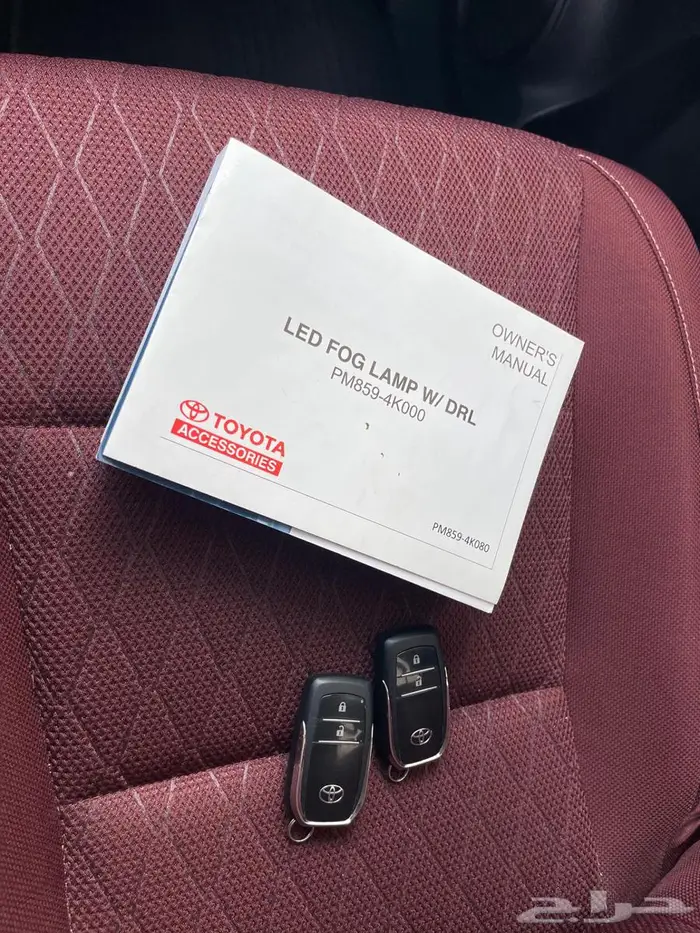 OWNER'S
MANUAL
LED FOG LAMP W/ DRL
PM859-4K000
TOYOTA
ACCESSORIES
PM859-4K080
حراج